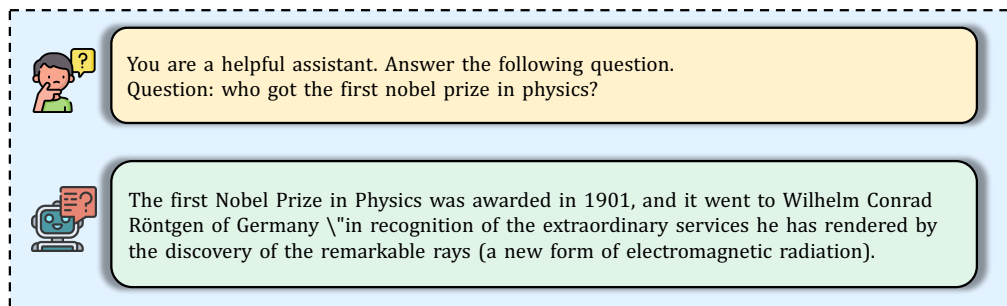 ?
You are a helpful assistant. Answer the following question.
Question: who got the first nobel prize in physics?
?
The first Nobel Prize in Physics was awarded in 1901, and it went to Wilhelm Conrad
Röntgen of Germany \"in recognition of the extraordinary services he has rendered by
the discovery of the remarkable rays (a new form of electromagnetic radiation).